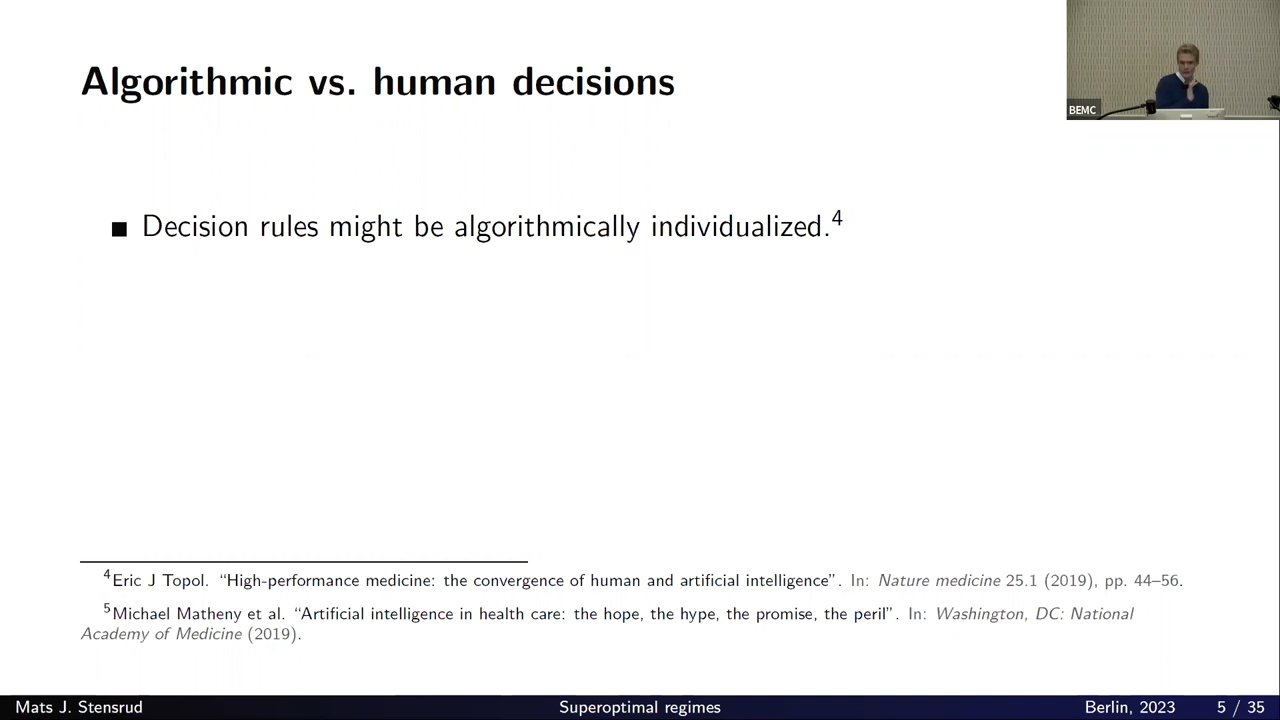 Algorithmic vs. human decisions
BEMC
■ Decision rules might be algorithmically individualized.⁴
⁴Eric J Topol. “High-performance medicine: the convergence of human and artificial intelligence”. In: Nature medicine 25.1 (2019), pp. 44–56.
⁵Michael Matheny et al. “Artificial intelligence in health care: the hope, the hype, the promise, the peril”. In: Washington, DC: National
Academy of Medicine (2019).
Mats J. Stensrud Superoptimal regimes Berlin, 2023 5 / 35